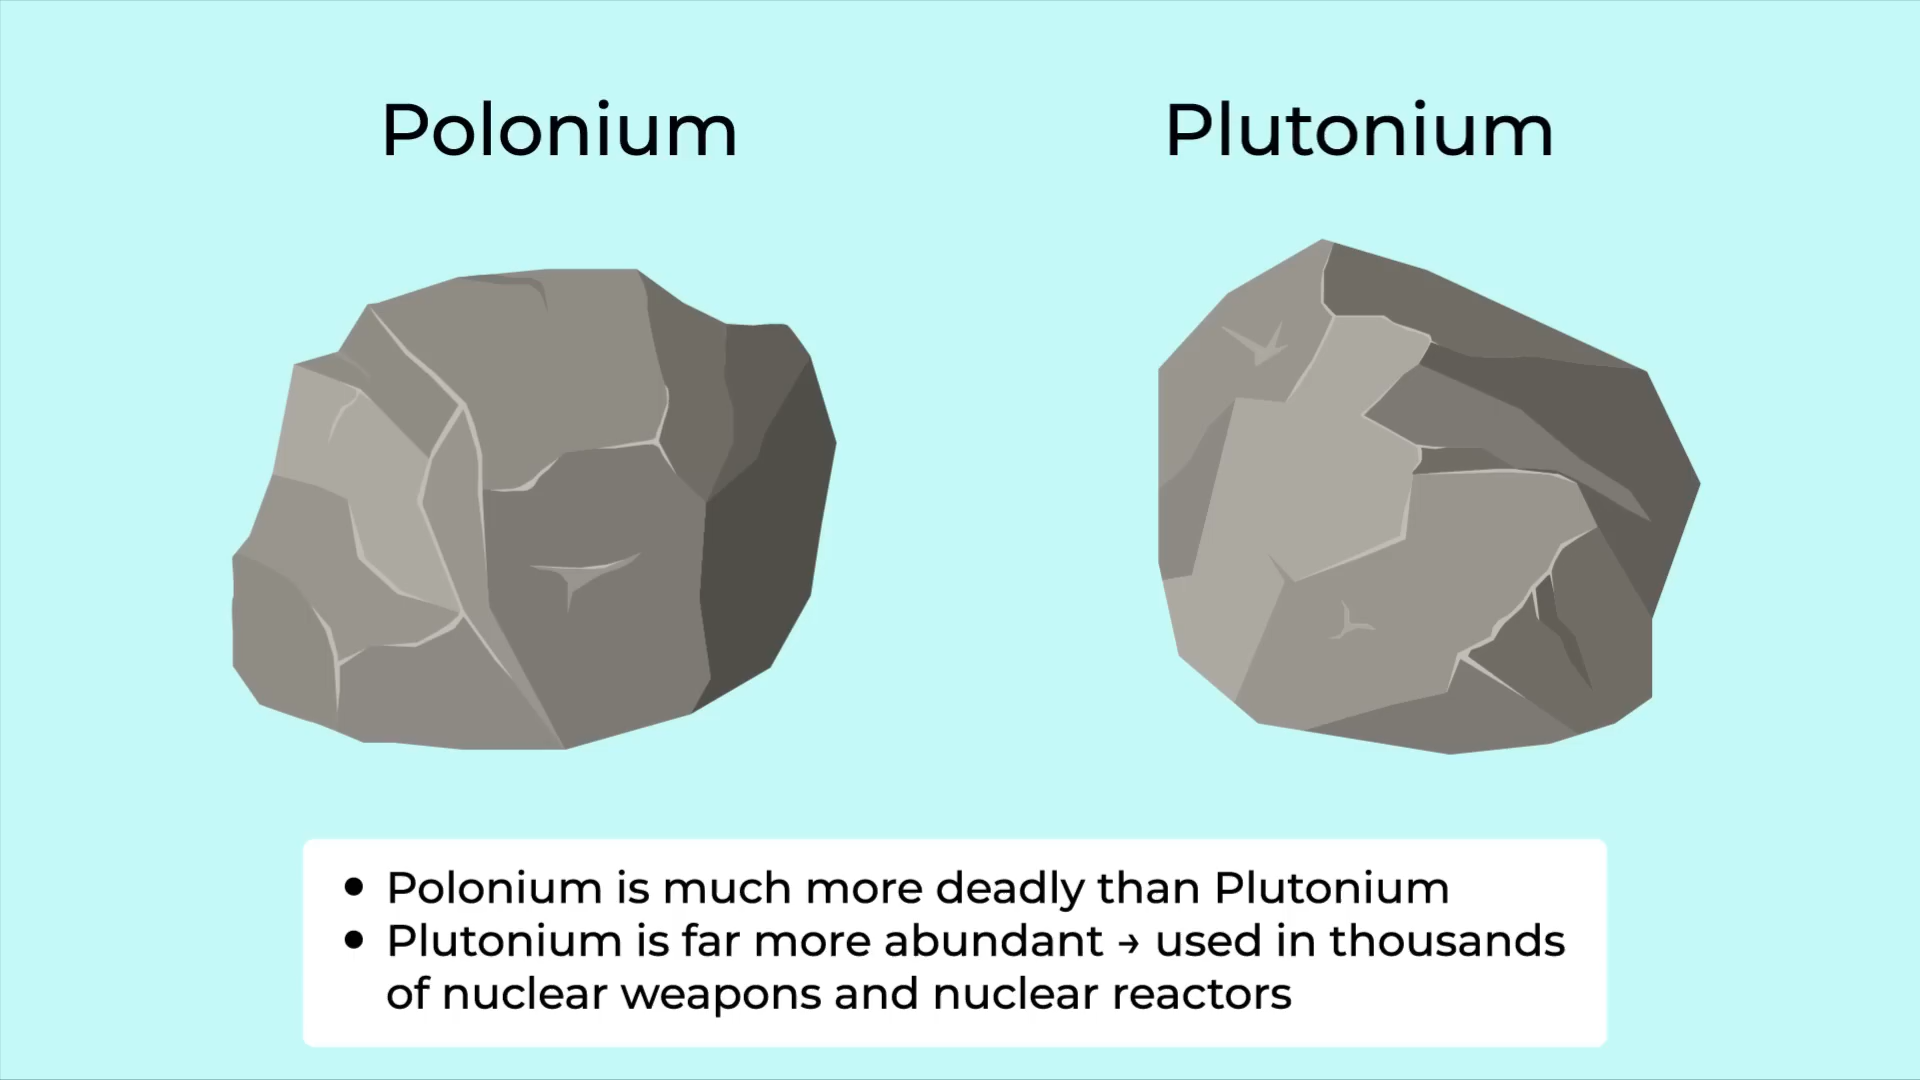 Polonium
Plutonium
• Polonium is much more deadly than Plutonium
• Plutonium is far more abundant → used in thousands
of nuclear weapons and nuclear reactors